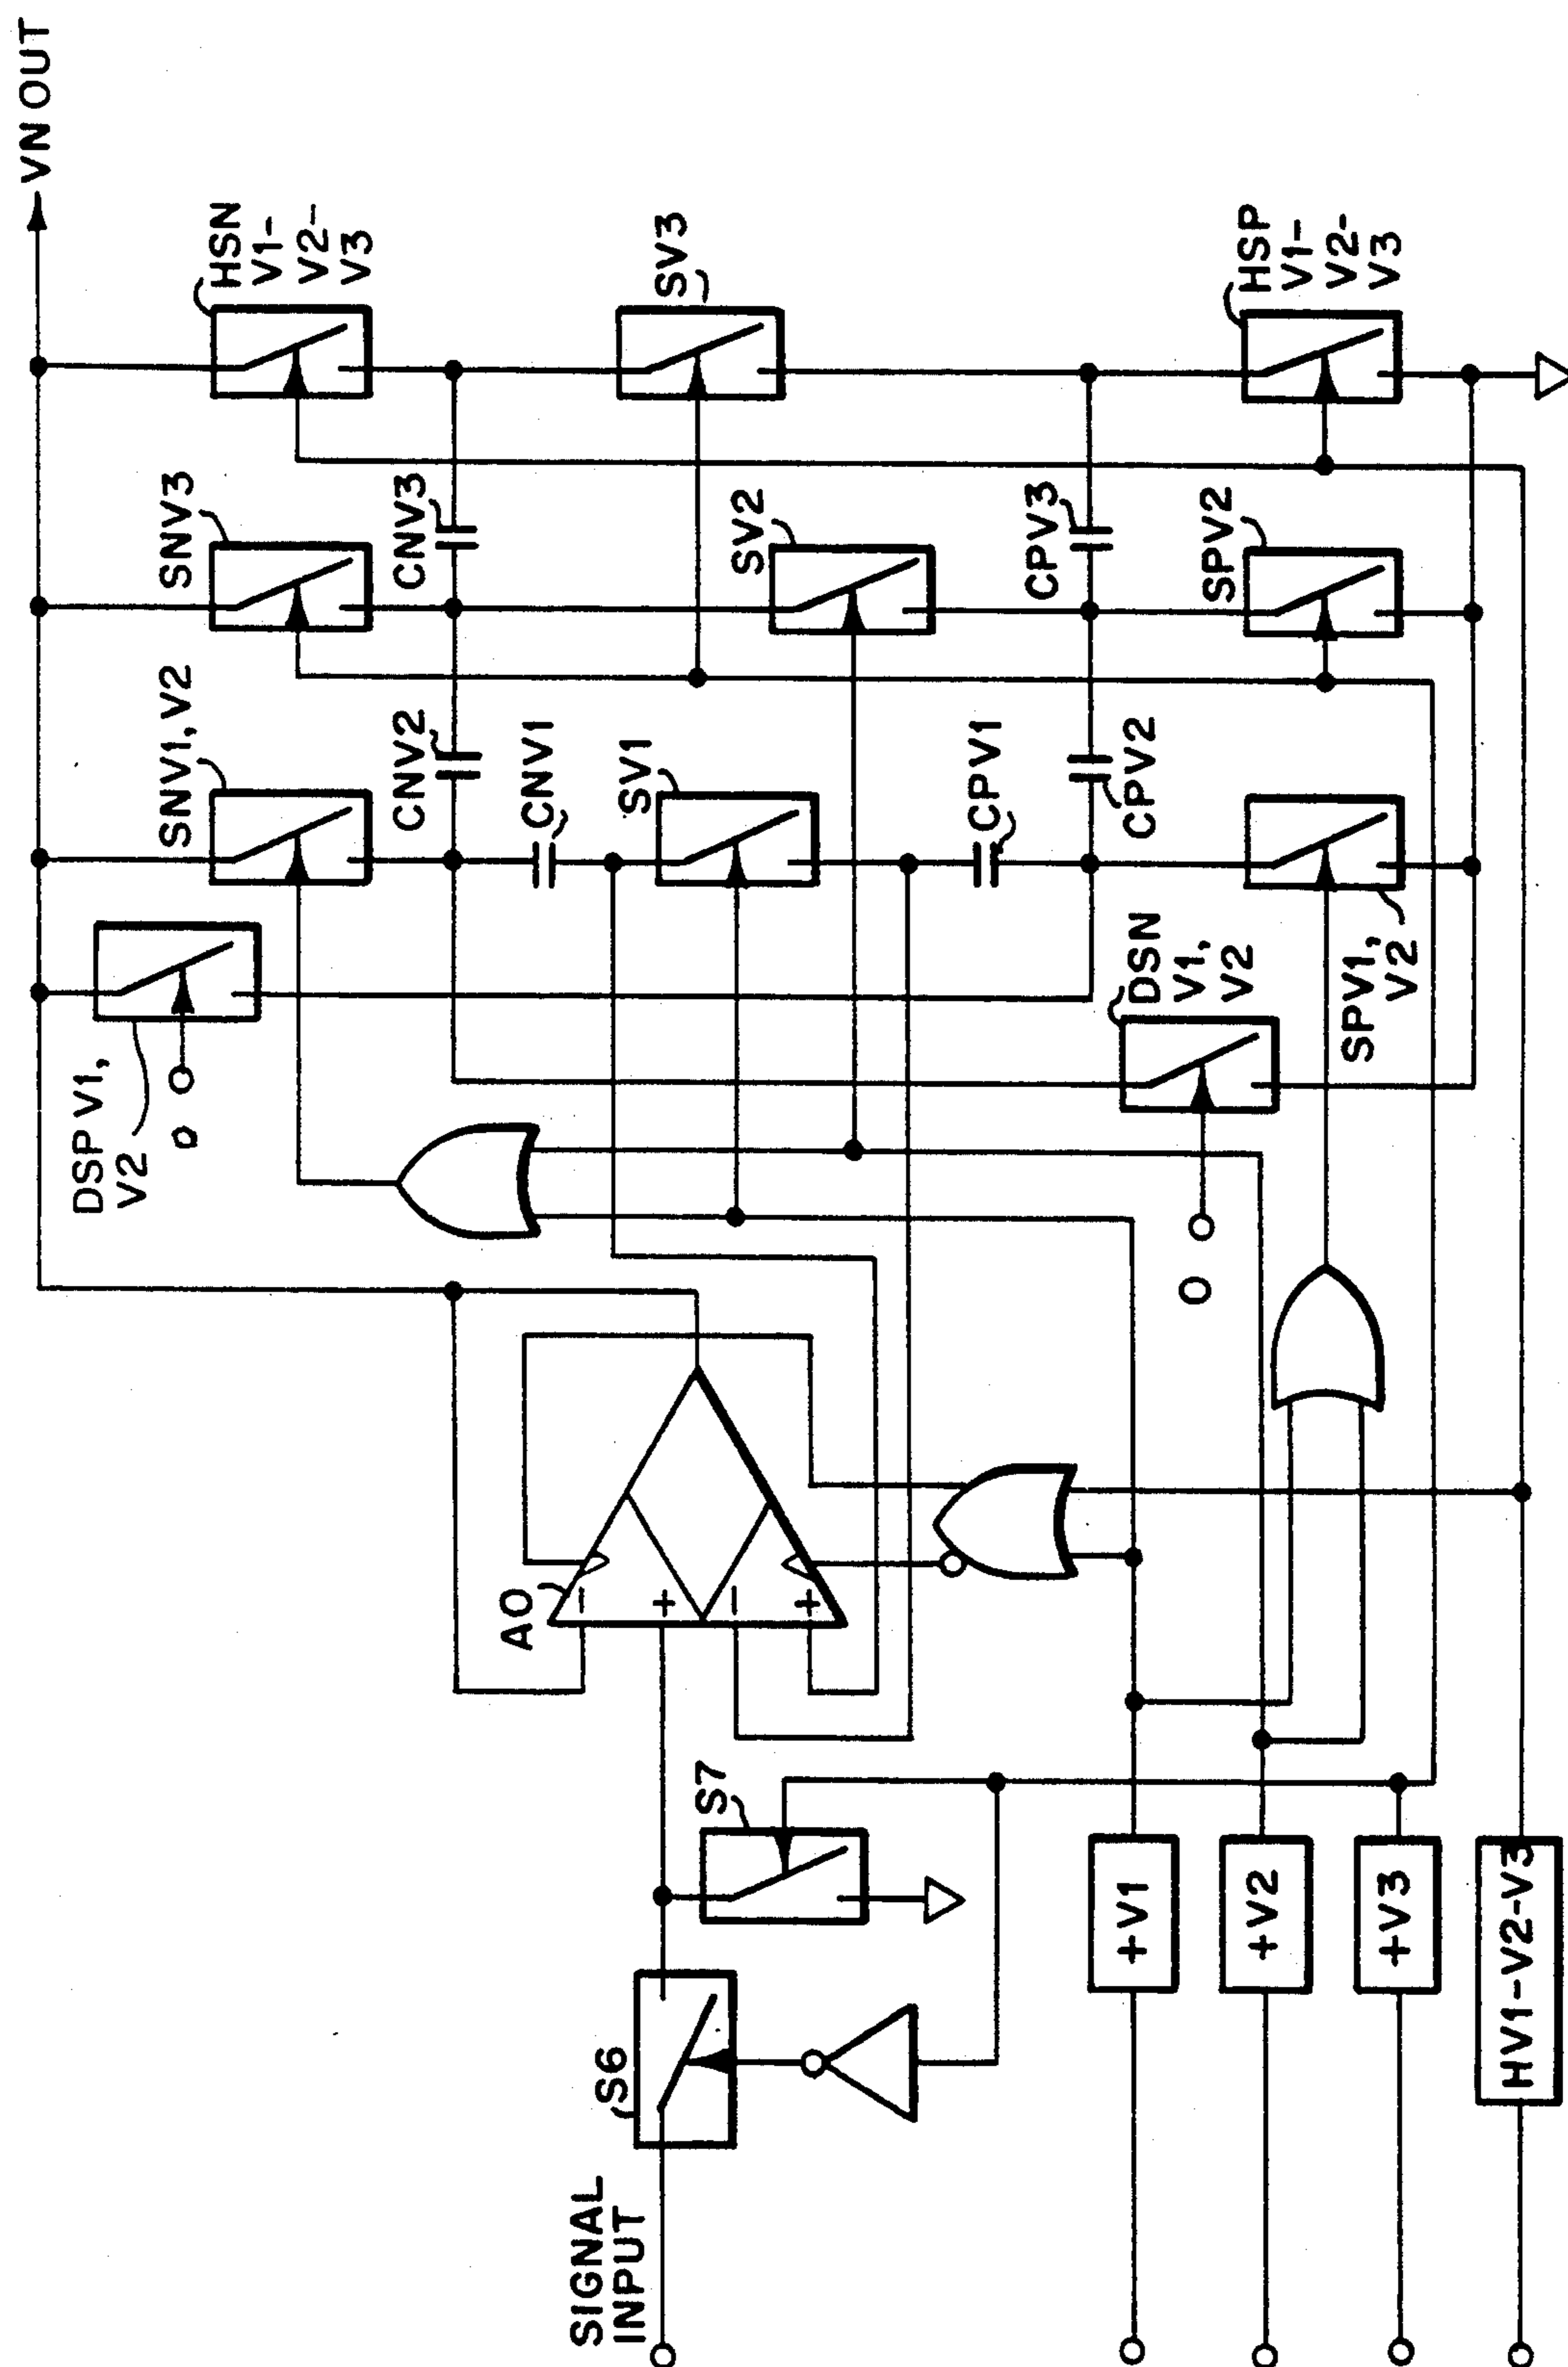 VN OUT
HSN
V1-
V2-
V3
SV3
HSP
V1-
V2-
V3
SNV3
CNV3
SV2
CPV3
SPV2
SNV1, V2
CNV2
CNV1
SV1
CPV1
CPV2
DSP V1,
V2
O
DSN
V1,
V2
O
SPV1,
V2
AO
-
+
-
+
S7
S6
SIGNAL
INPUT
+V1
+V2
+V3
HV1-V2-V3